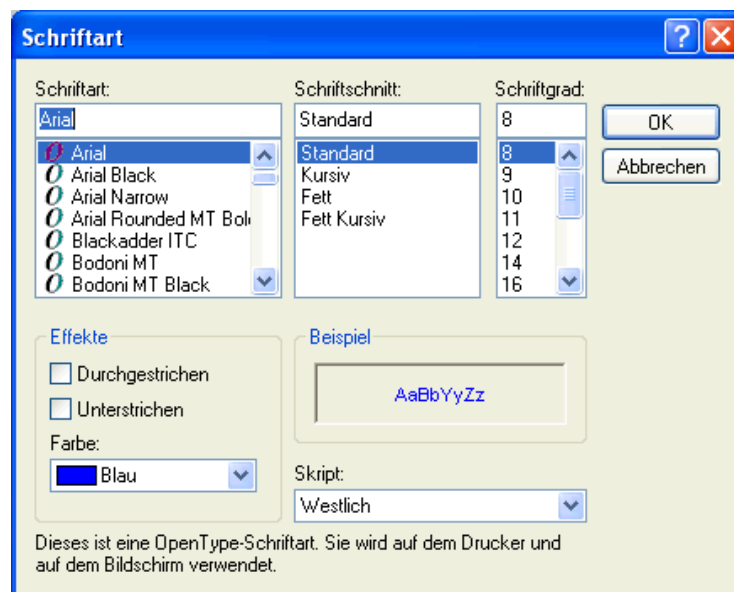 Schriftart
Schriftart:
Schriftschnitt:
Schriftgrad:
Arial
Standard
8
OK
Abbrechen
Arial
Arial Black
Arial Narrow
Arial Rounded MT Bol
Blackadder ITC
Bodoni MT
Bodoni MT Black
Standard
Kursiv
Fett
Fett Kursiv
8
9
10
11
12
14
16
Effekte
Durchgestrichen
Unterstrichen
Farbe:
Blau
Beispiel
AaBbYyZz
Skript:
Westlich
Dieses ist eine OpenType-Schriftart. Sie wird auf dem Drucker und
auf dem Bildschirm verwendet.